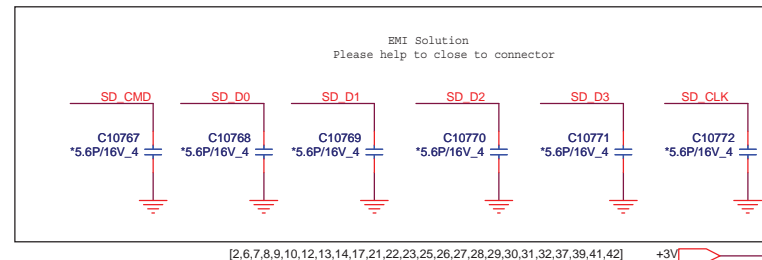 EMI Solution
Please help to close to connector
SD_CMD SD_D0 SD_D1 SD_D2 SD_D3 SD_CLK
C10767 C10768 C10769 C10770 C10771 C10772
*5.6P/16V_4 *5.6P/16V_4 *5.6P/16V_4 *5.6P/16V_4 *5.6P/16V_4 *5.6P/16V_4
[2,6,7,8,9,10,12,13,14,17,21,22,23,25,26,27,28,29,30,31,32,37,39,41,42] +3V